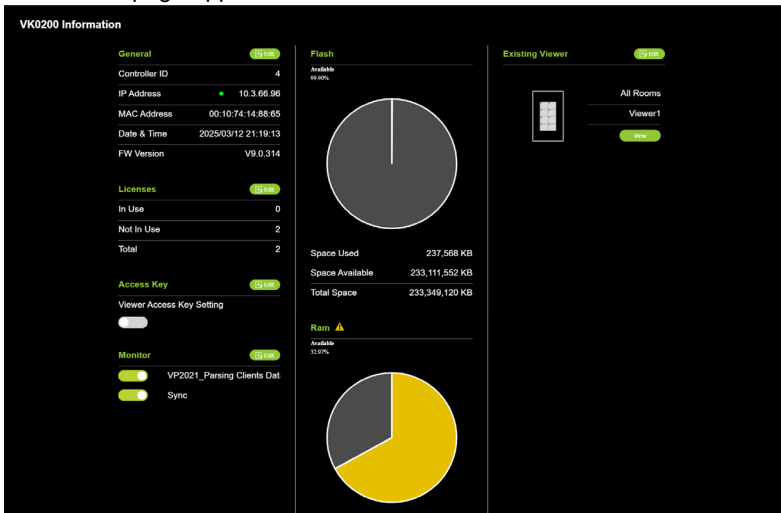 VK0200 Information
General Edit
Controller ID 4
IP Address 10.3.66.96
MAC Address 00:10:74:14:88:65
Date & Time 2025/03/12 21:19:13
FW Version V9.0.314
Licenses Edit
In Use 0
Not In Use 2
Total 2
Access Key Edit
Viewer Access Key Setting
Monitor Edit
VP2021_Parsing Clients Dat
Sync
Flash
Available
99.90%
Space Used 237,568 KB
Space Available 233,111,552 KB
Total Space 233,349,120 KB
Ram
Available
32.97%
Existing Viewer Edit
All Rooms
Viewer1
View